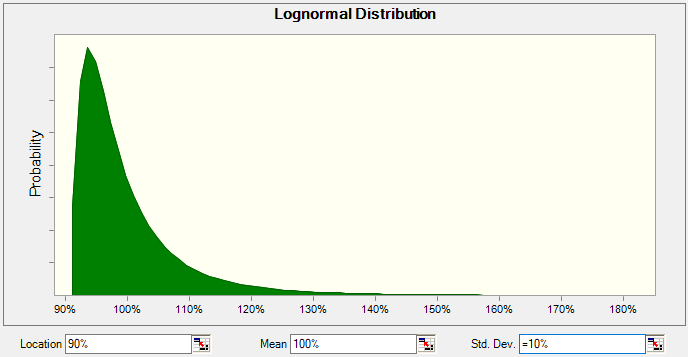 Lognormal Distribution
Probability
90% 100% 110% 120% 130% 140% 150% 160% 170% 180%
Location 90% Mean 100% Std. Dev. =10%